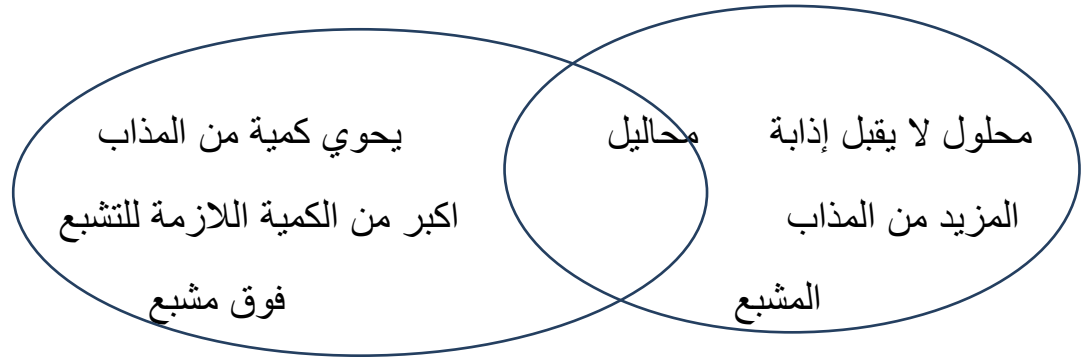 محلول لا يقبل إذابة
المزيد من المذاب
المشبع
محاليل
يحوي كمية من المذاب
اكبر من الكمية اللازمة للتشبع
فوق مشبع